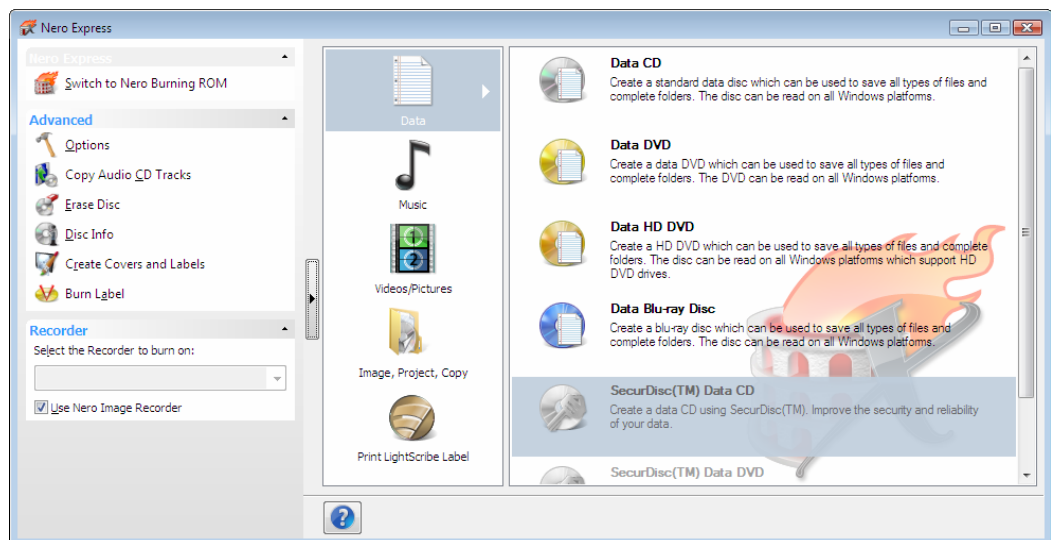 Nero Express
Nero Express
Switch to Nero Burning ROM
Advanced
Options
Copy Audio CD Tracks
Erase Disc
Disc Info
Create Covers and Labels
Burn Label
Recorder
Select the Recorder to burn on:
Use Nero Image Recorder
Data
Music
1
2
Videos/Pictures
Image, Project, Copy
Print LightScribe Label
Data CD
Create a standard data disc which can be used to save all types of files and
complete folders. The disc can be read on all Windows platforms.
Data DVD
Create a data DVD which can be used to save all types of files and
complete folders. The DVD can be read on all Windows platforms.
Data HD DVD
Create a HD DVD which can be used to save all types of files and complete
folders. The disc can be read on all Windows platforms which support HD
DVD drives.
Data Blu-ray Disc
Create a blu-ray disc which can be used to save all types of files and
complete folders. The disc can be read on all Windows platforms.
SecurDisc(TM) Data CD
Create a data CD using SecurDisc(TM). Improve the security and reliability
of your data.
SecurDisc(TM) Data DVD
?